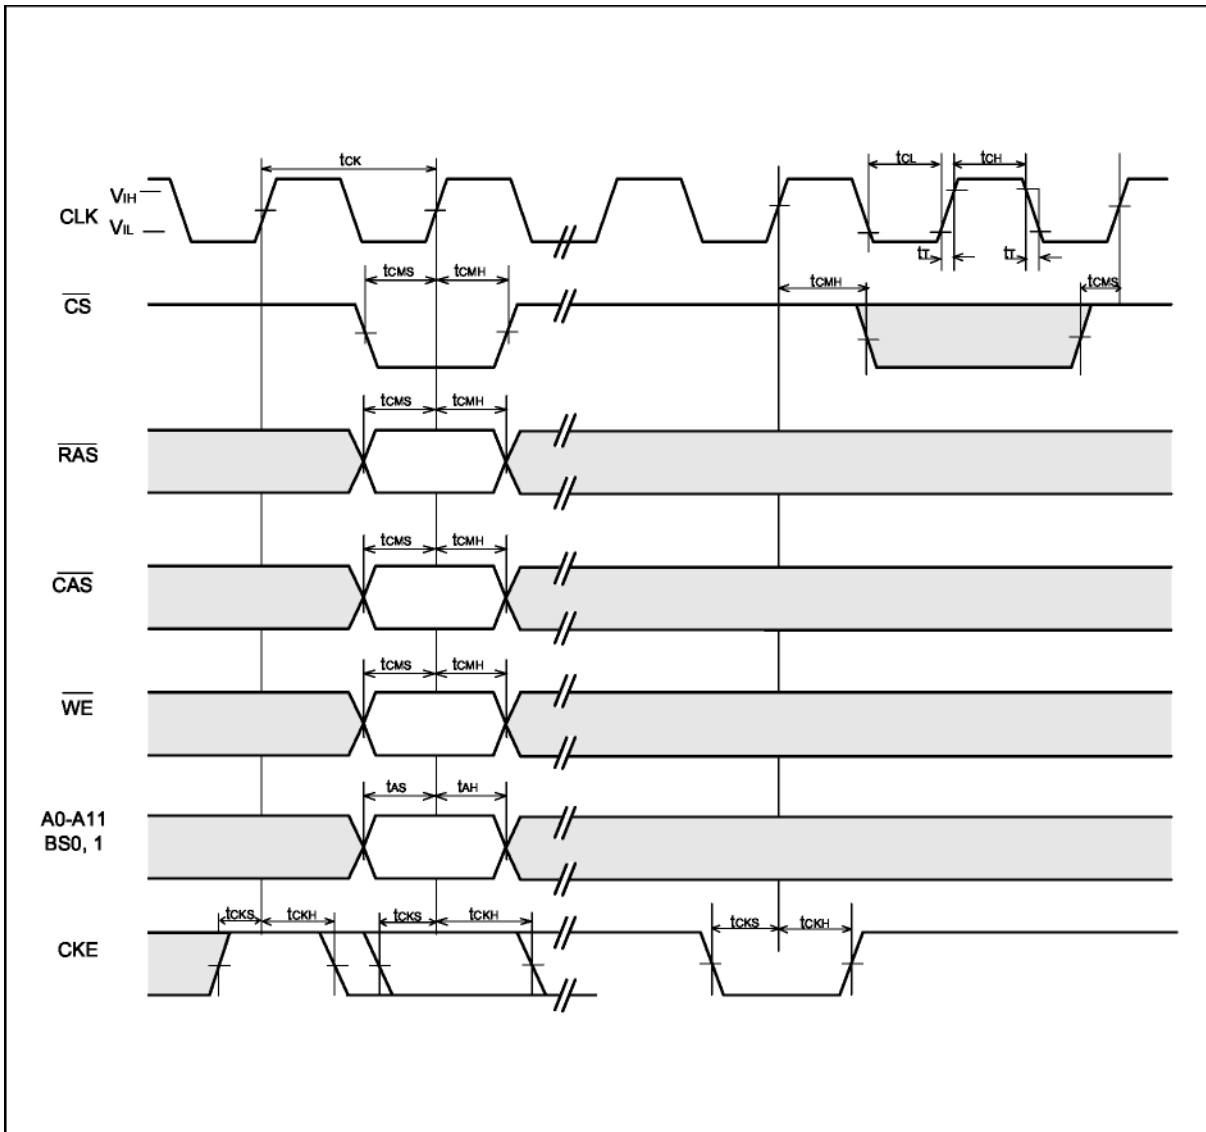 tCK
tCL
tCH
VIH
CLK
VIL
tT
tT
tCMS
tCMH
tCMH
tCMS
CS
tCMS
tCMH
RAS
tCMS
tCMH
CAS
tCMS
tCMH
WE
tAS
tAH
A0-A11
BS0, 1
tCKS
tCKH
tCKS
tCKH
tCKS
tCKH
CKE